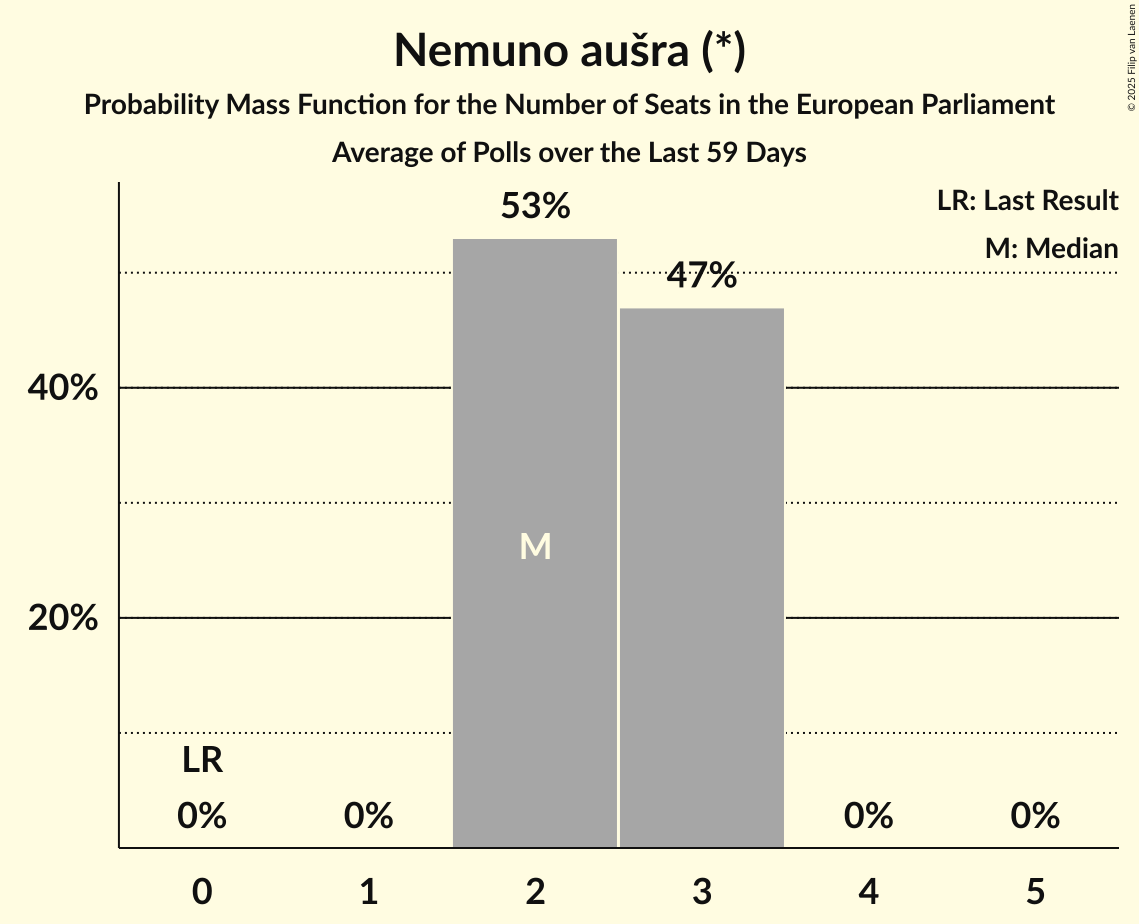 Nemuno aušra (*)
Probability Mass Function for the Number of Seats in the European Parliament
Average of Polls over the Last 59 Days
© 2025 Filip van Laenen
LR: Last Result
M: Median
53%
47%
40%
M
20%
LR
0%
0%
0%
0%
0
1
2
3
4
5